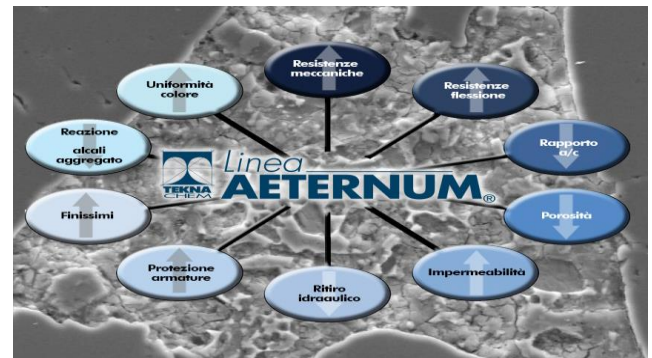 Resistenze
meccaniche
Resistenze
flessione
Rapporto
a/c
Porosità
Impermeabilità
Ritiro
idraaulico
Protezione
armature
Finissimi
Reazione
alcali
aggregato
Uniformità
colore
TEKNA
CHEM
Linea
AETERNUM®